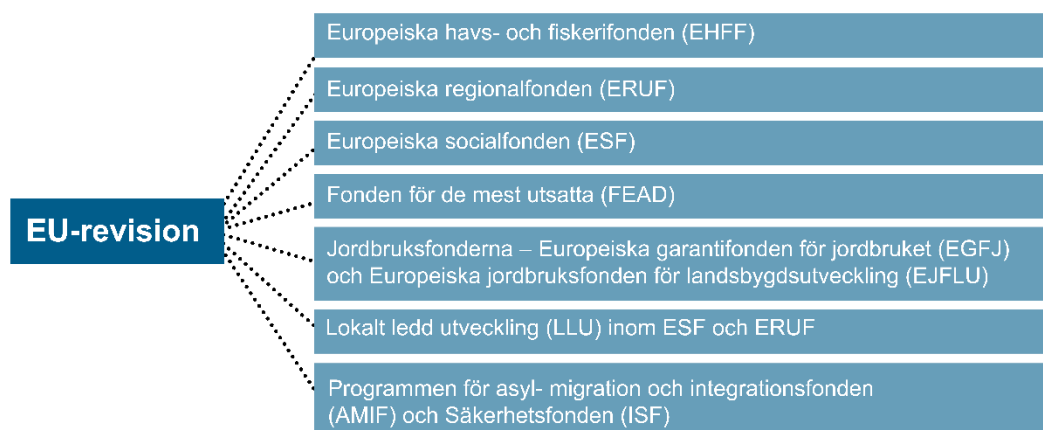 Europeiska havs- och fiskerifonden (EHFF)
Europeiska regionalfonden (ERUF)
Europeiska socialfonden (ESF)
Fonden för de mest utsatta (FEAD)
EU-revision
Jordbruksfonderna – Europeiska garantifonden för jordbruket (EGFJ)
och Europeiska jordbruksfonden för landsbygdsutveckling (EJFLU)
Lokalt ledd utveckling (LLU) inom ESF och ERUF
Programmen för asyl- migration och integrationsfonden
(AMIF) och Säkerhetsfonden (ISF)